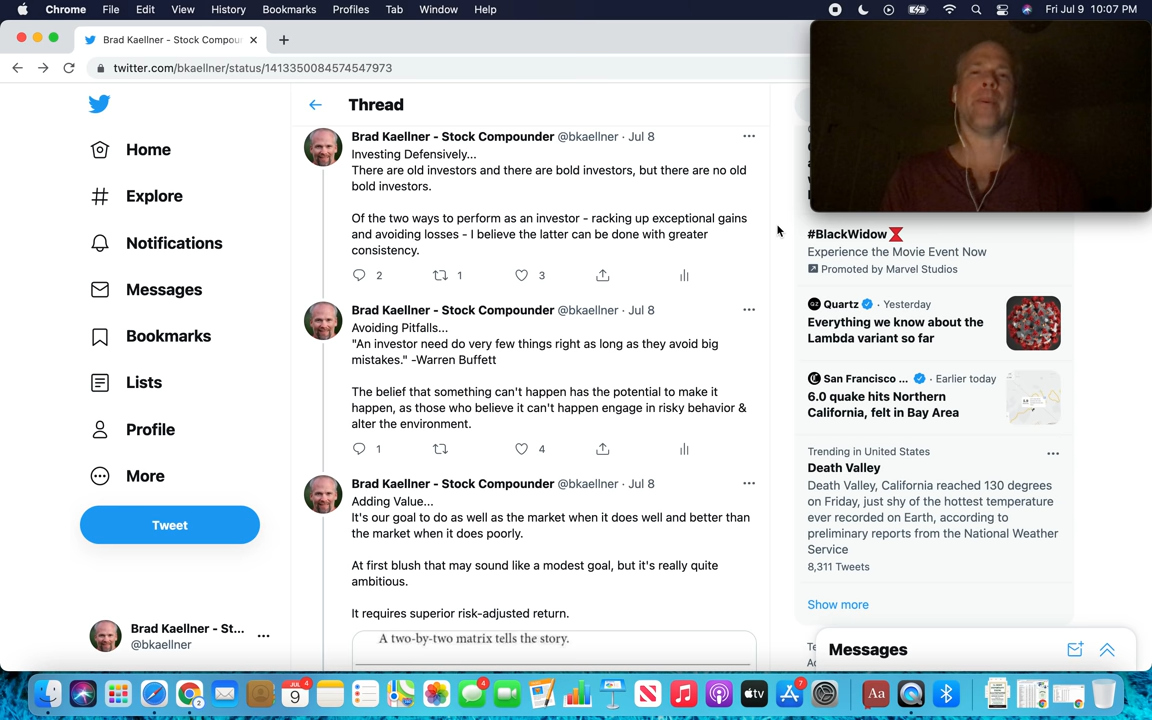 Chrome File Edit View History Bookmarks Profiles Tab Window Help
Fri Jul 9 10:07 PM
Brad Kaellner - Stock Compou
twitter.com/bkaellner/status/1413350084574547973
Home
Explore
Notifications
Messages
Bookmarks
Lists
Profile
More
Tweet
Brad Kaellner - St...
@bkaellner
Thread
Brad Kaellner - Stock Compounder @bkaellner · Jul 8
Investing Defensively...
There are old investors and there are bold investors, but there are no old
bold investors.
Of the two ways to perform as an investor - racking up exceptional gains
and avoiding losses - I believe the latter can be done with greater
consistency.
2 1 3
Brad Kaellner - Stock Compounder @bkaellner · Jul 8
Avoiding Pitfalls...
"An investor need do very few things right as long as they avoid big
mistakes." -Warren Buffett
The belief that something can't happen has the potential to make it
happen, as those who believe it can't happen engage in risky behavior &
alter the environment.
1 4
Brad Kaellner - Stock Compounder @bkaellner · Jul 8
Adding Value...
It's our goal to do as well as the market when it does well and better than
the market when it does poorly.
At first blush that may sound like a modest goal, but it's really quite
ambitious.
It requires superior risk-adjusted return.
A two-by-two matrix tells the story.
#BlackWidow
Experience the Movie Event Now
Promoted by Marvel Studios
Quartz · Yesterday
Everything we know about the
Lambda variant so far
San Francisco ... · Earlier today
6.0 quake hits Northern
California, felt in Bay Area
Trending in United States
Death Valley
Death Valley, California reached 130 degrees
on Friday, just shy of the hottest temperature
ever recorded on Earth, according to
preliminary reports from the National Weather
Service
8,311 Tweets
Show more
Messages
2 JUL 4 9 4 N tv 7 Aa